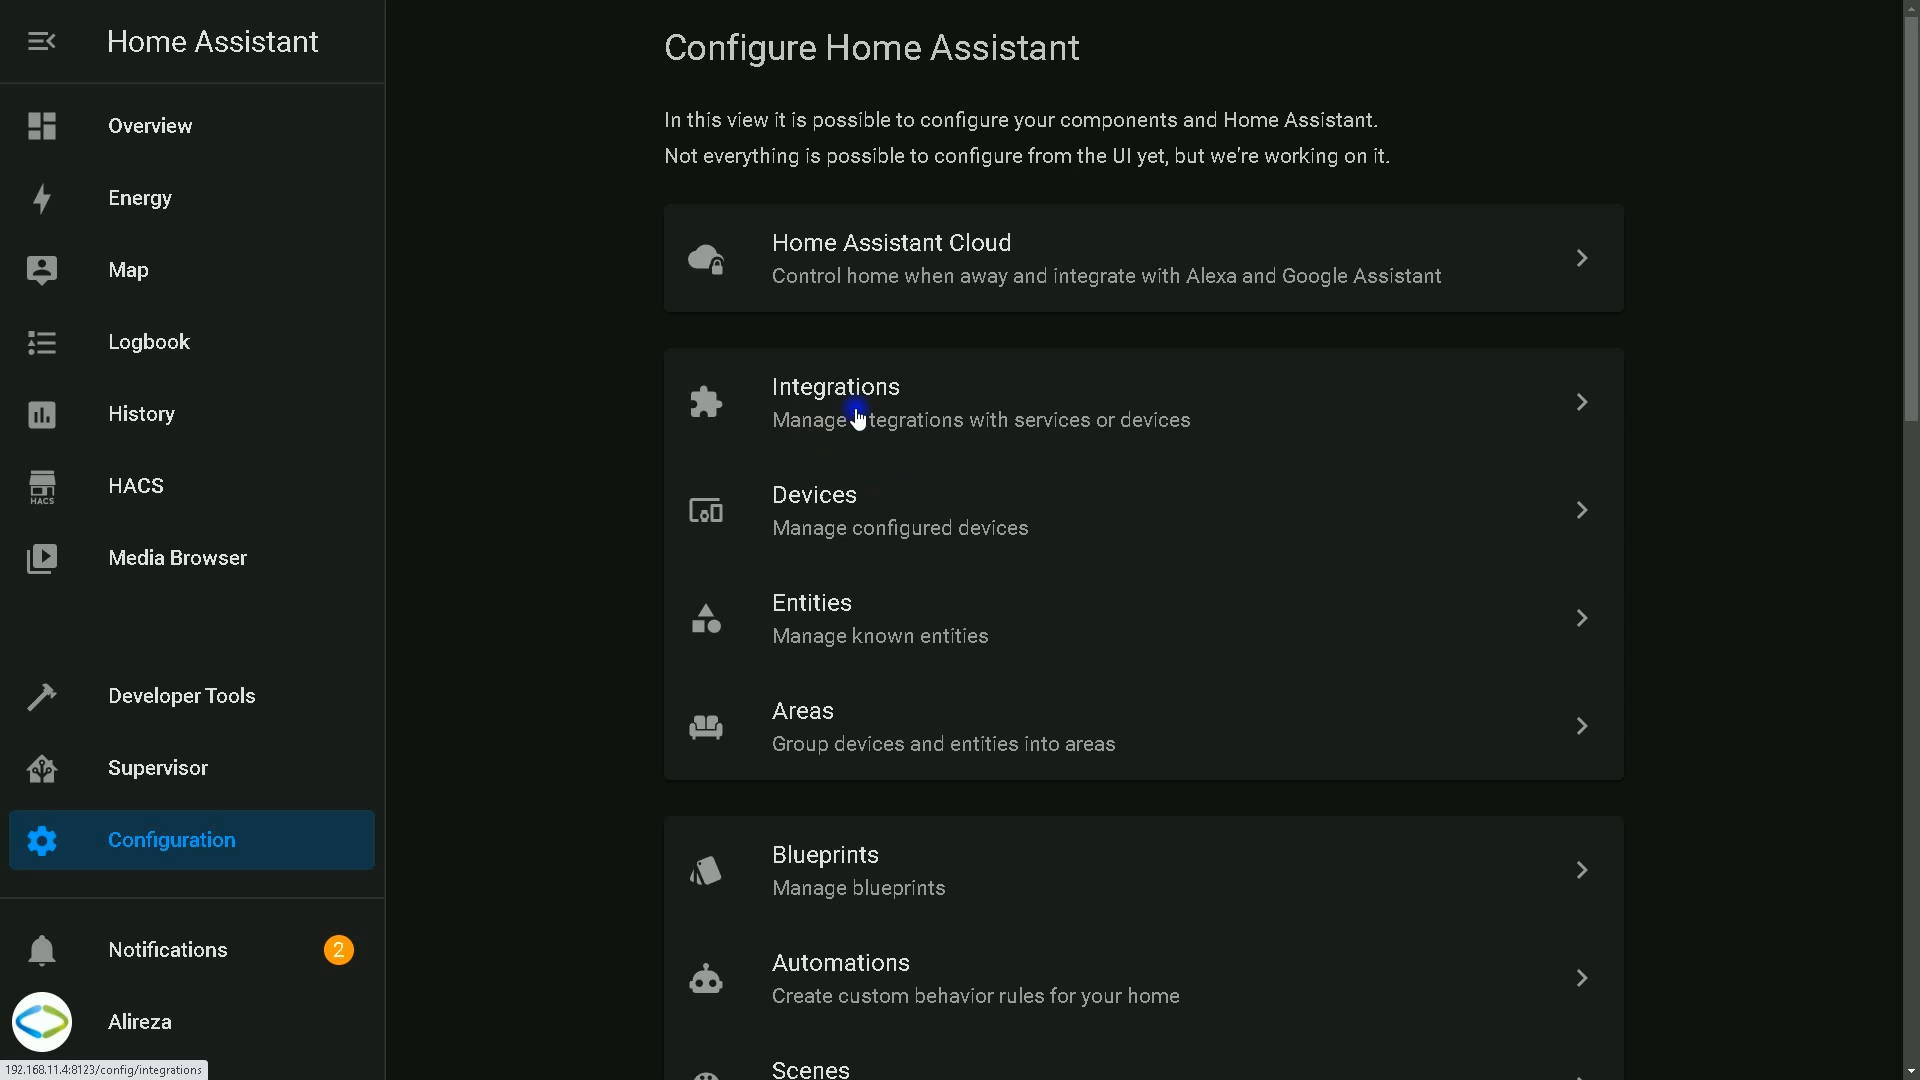 Home Assistant
Overview
Energy
Map
Logbook
History
HACS
HACS
Media Browser
Developer Tools
Supervisor
Configuration
Notifications
2
Alireza
192.168.11.4:8123/config/integrations
Configure Home Assistant
In this view it is possible to configure your components and Home Assistant.
Not everything is possible to configure from the UI yet, but we're working on it.
Home Assistant Cloud
Control home when away and integrate with Alexa and Google Assistant
Integrations
Manage integrations with services or devices
Devices
Manage configured devices
Entities
Manage known entities
Areas
Group devices and entities into areas
Blueprints
Manage blueprints
Automations
Create custom behavior rules for your home
Scenes